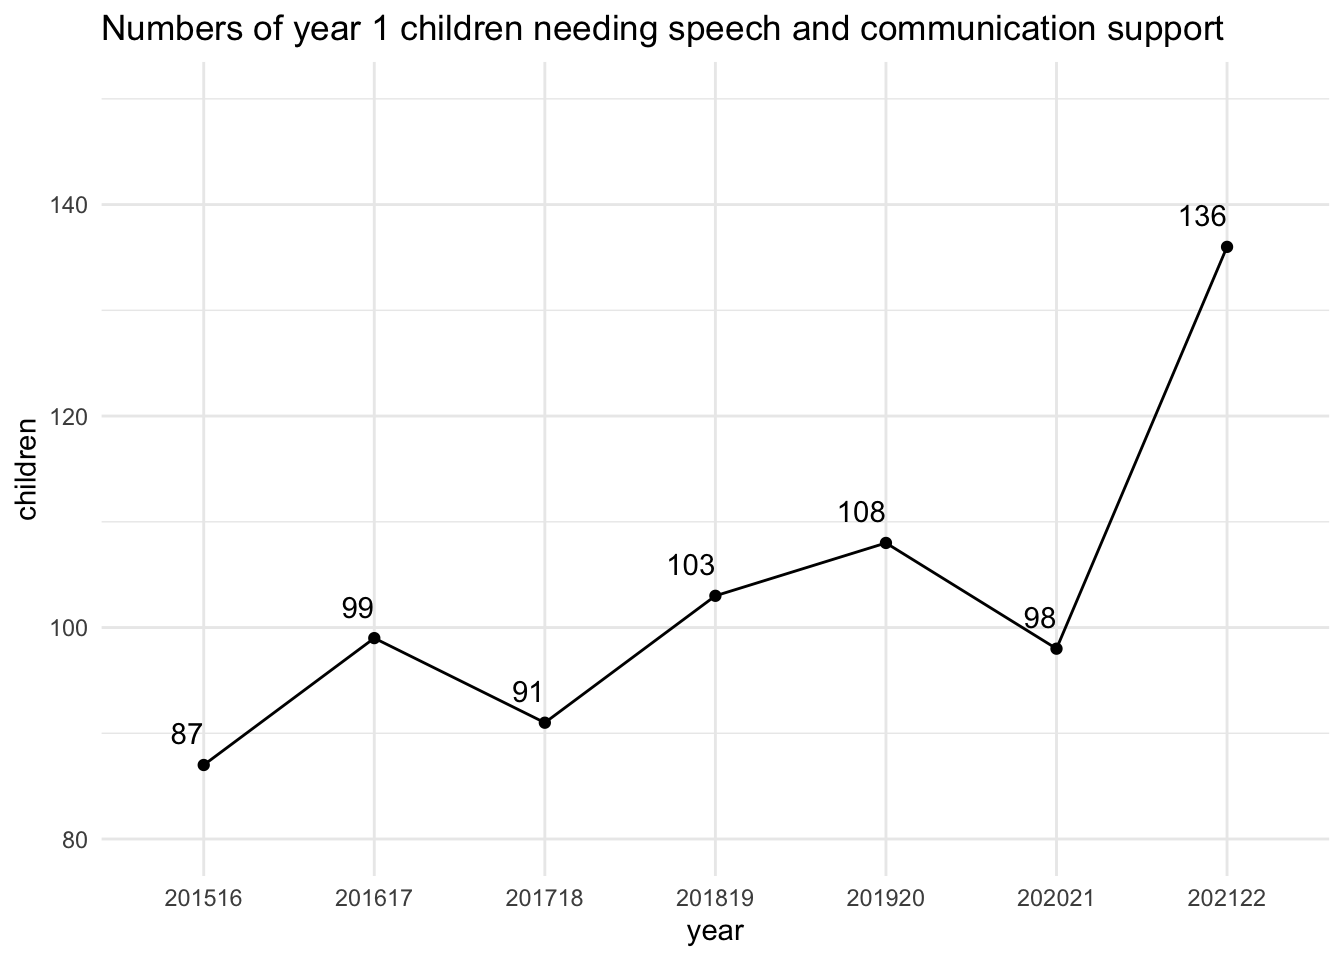 Numbers of year 1 children needing speech and communication support
140
120
100
80
children
136
108
103
99
98
91
87
201516 201617 201718 201819 201920 202021 202122
year